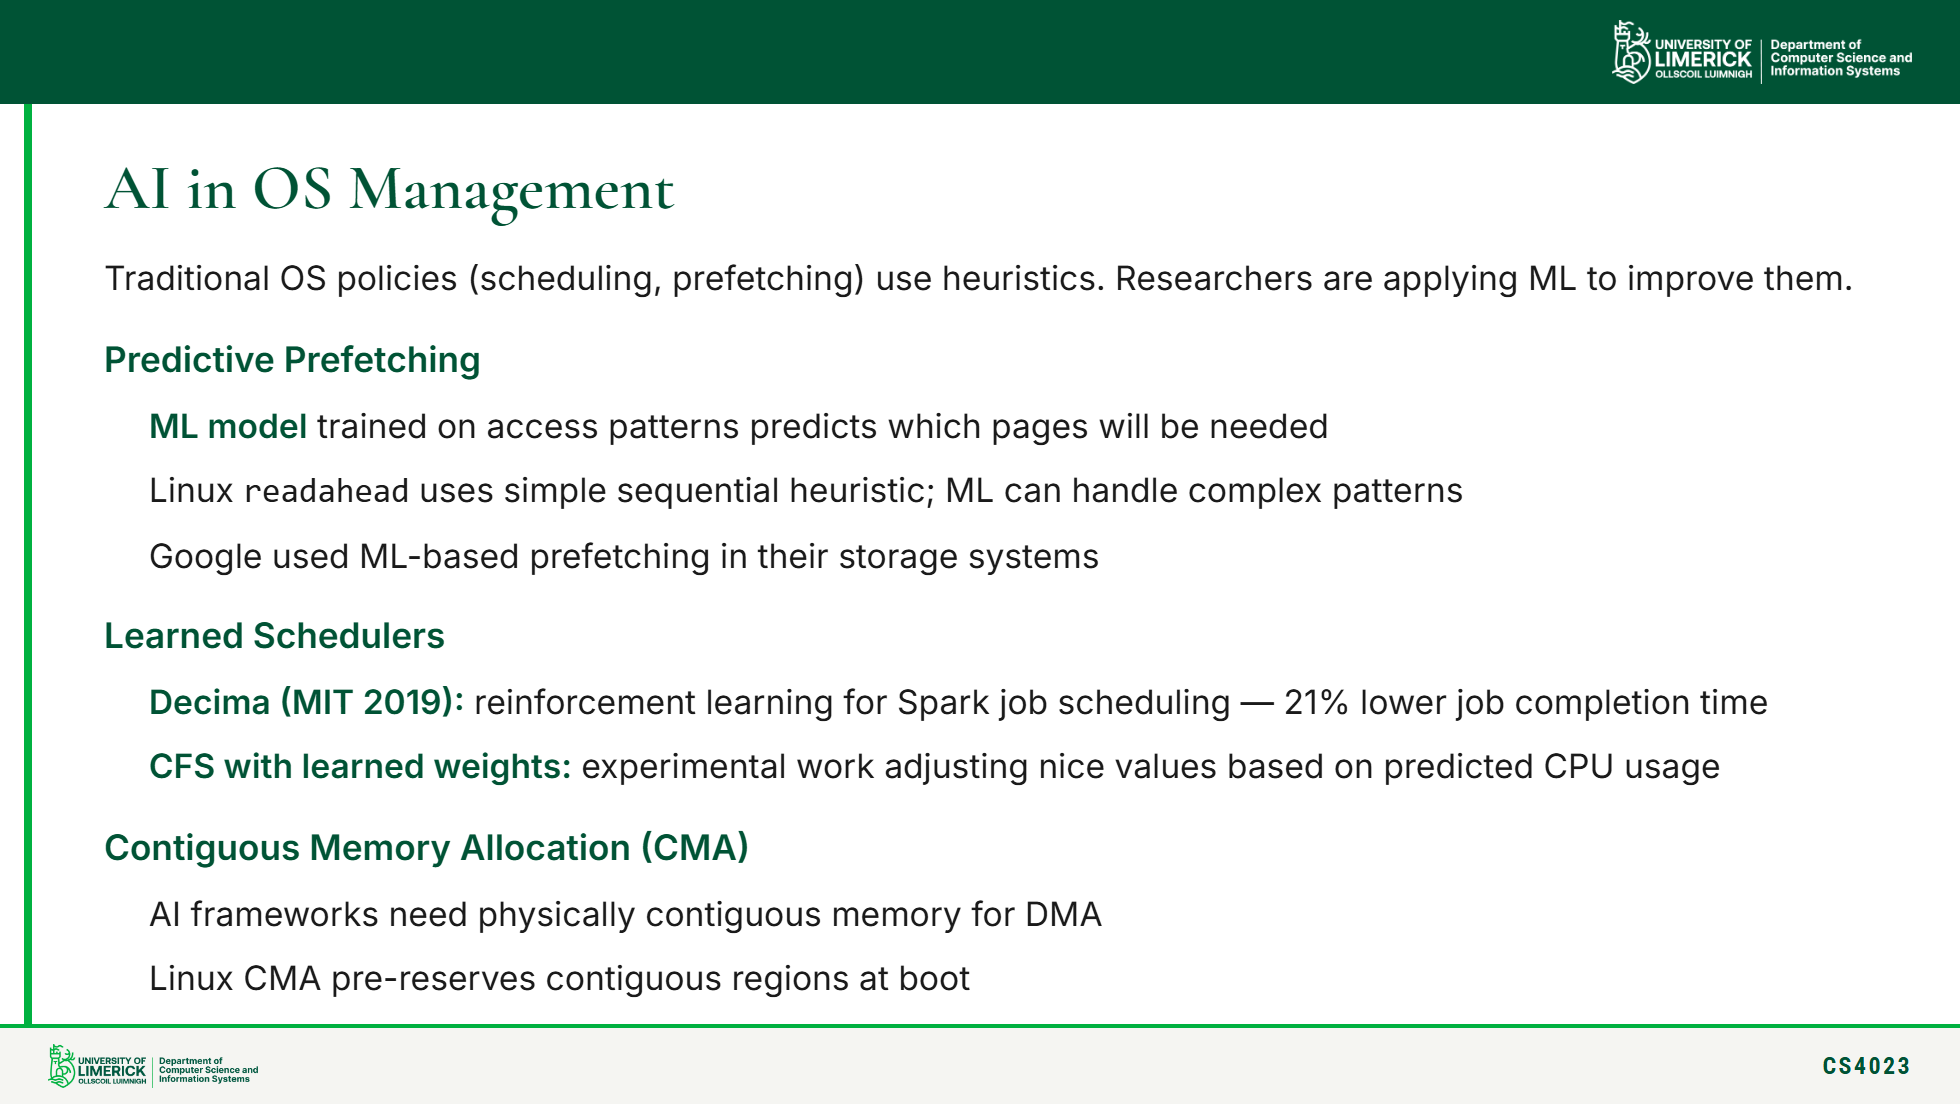 UNIVERSITY OF
LIMERICK
OLLSCOIL LUIMNIGH
Department of
Computer Science and
Information Systems
AI in OS Management
Traditional OS policies (scheduling, prefetching) use heuristics. Researchers are applying ML to improve them.
Predictive Prefetching
ML model trained on access patterns predicts which pages will be needed
Linux readahead uses simple sequential heuristic; ML can handle complex patterns
Google used ML-based prefetching in their storage systems
Learned Schedulers
Decima (MIT 2019): reinforcement learning for Spark job scheduling — 21% lower job completion time
CFS with learned weights: experimental work adjusting nice values based on predicted CPU usage
Contiguous Memory Allocation (CMA)
AI frameworks need physically contiguous memory for DMA
Linux CMA pre-reserves contiguous regions at boot
UNIVERSITY OF
LIMERICK
OLLSCOIL LUIMNIGH
Department of
Computer Science and
Information Systems
CS4023